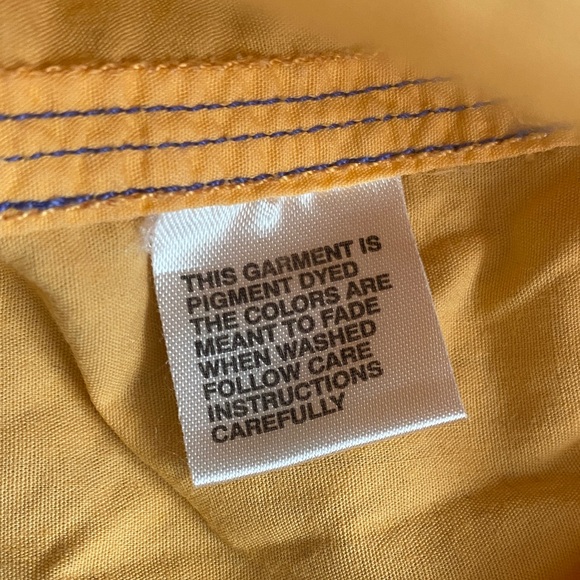 THIS GARMENT IS
PIGMENT DYED
THE COLORS ARE
MEANT TO FADE
WHEN WASHED
FOLLOW CARE
INSTRUCTIONS
CAREFULLY